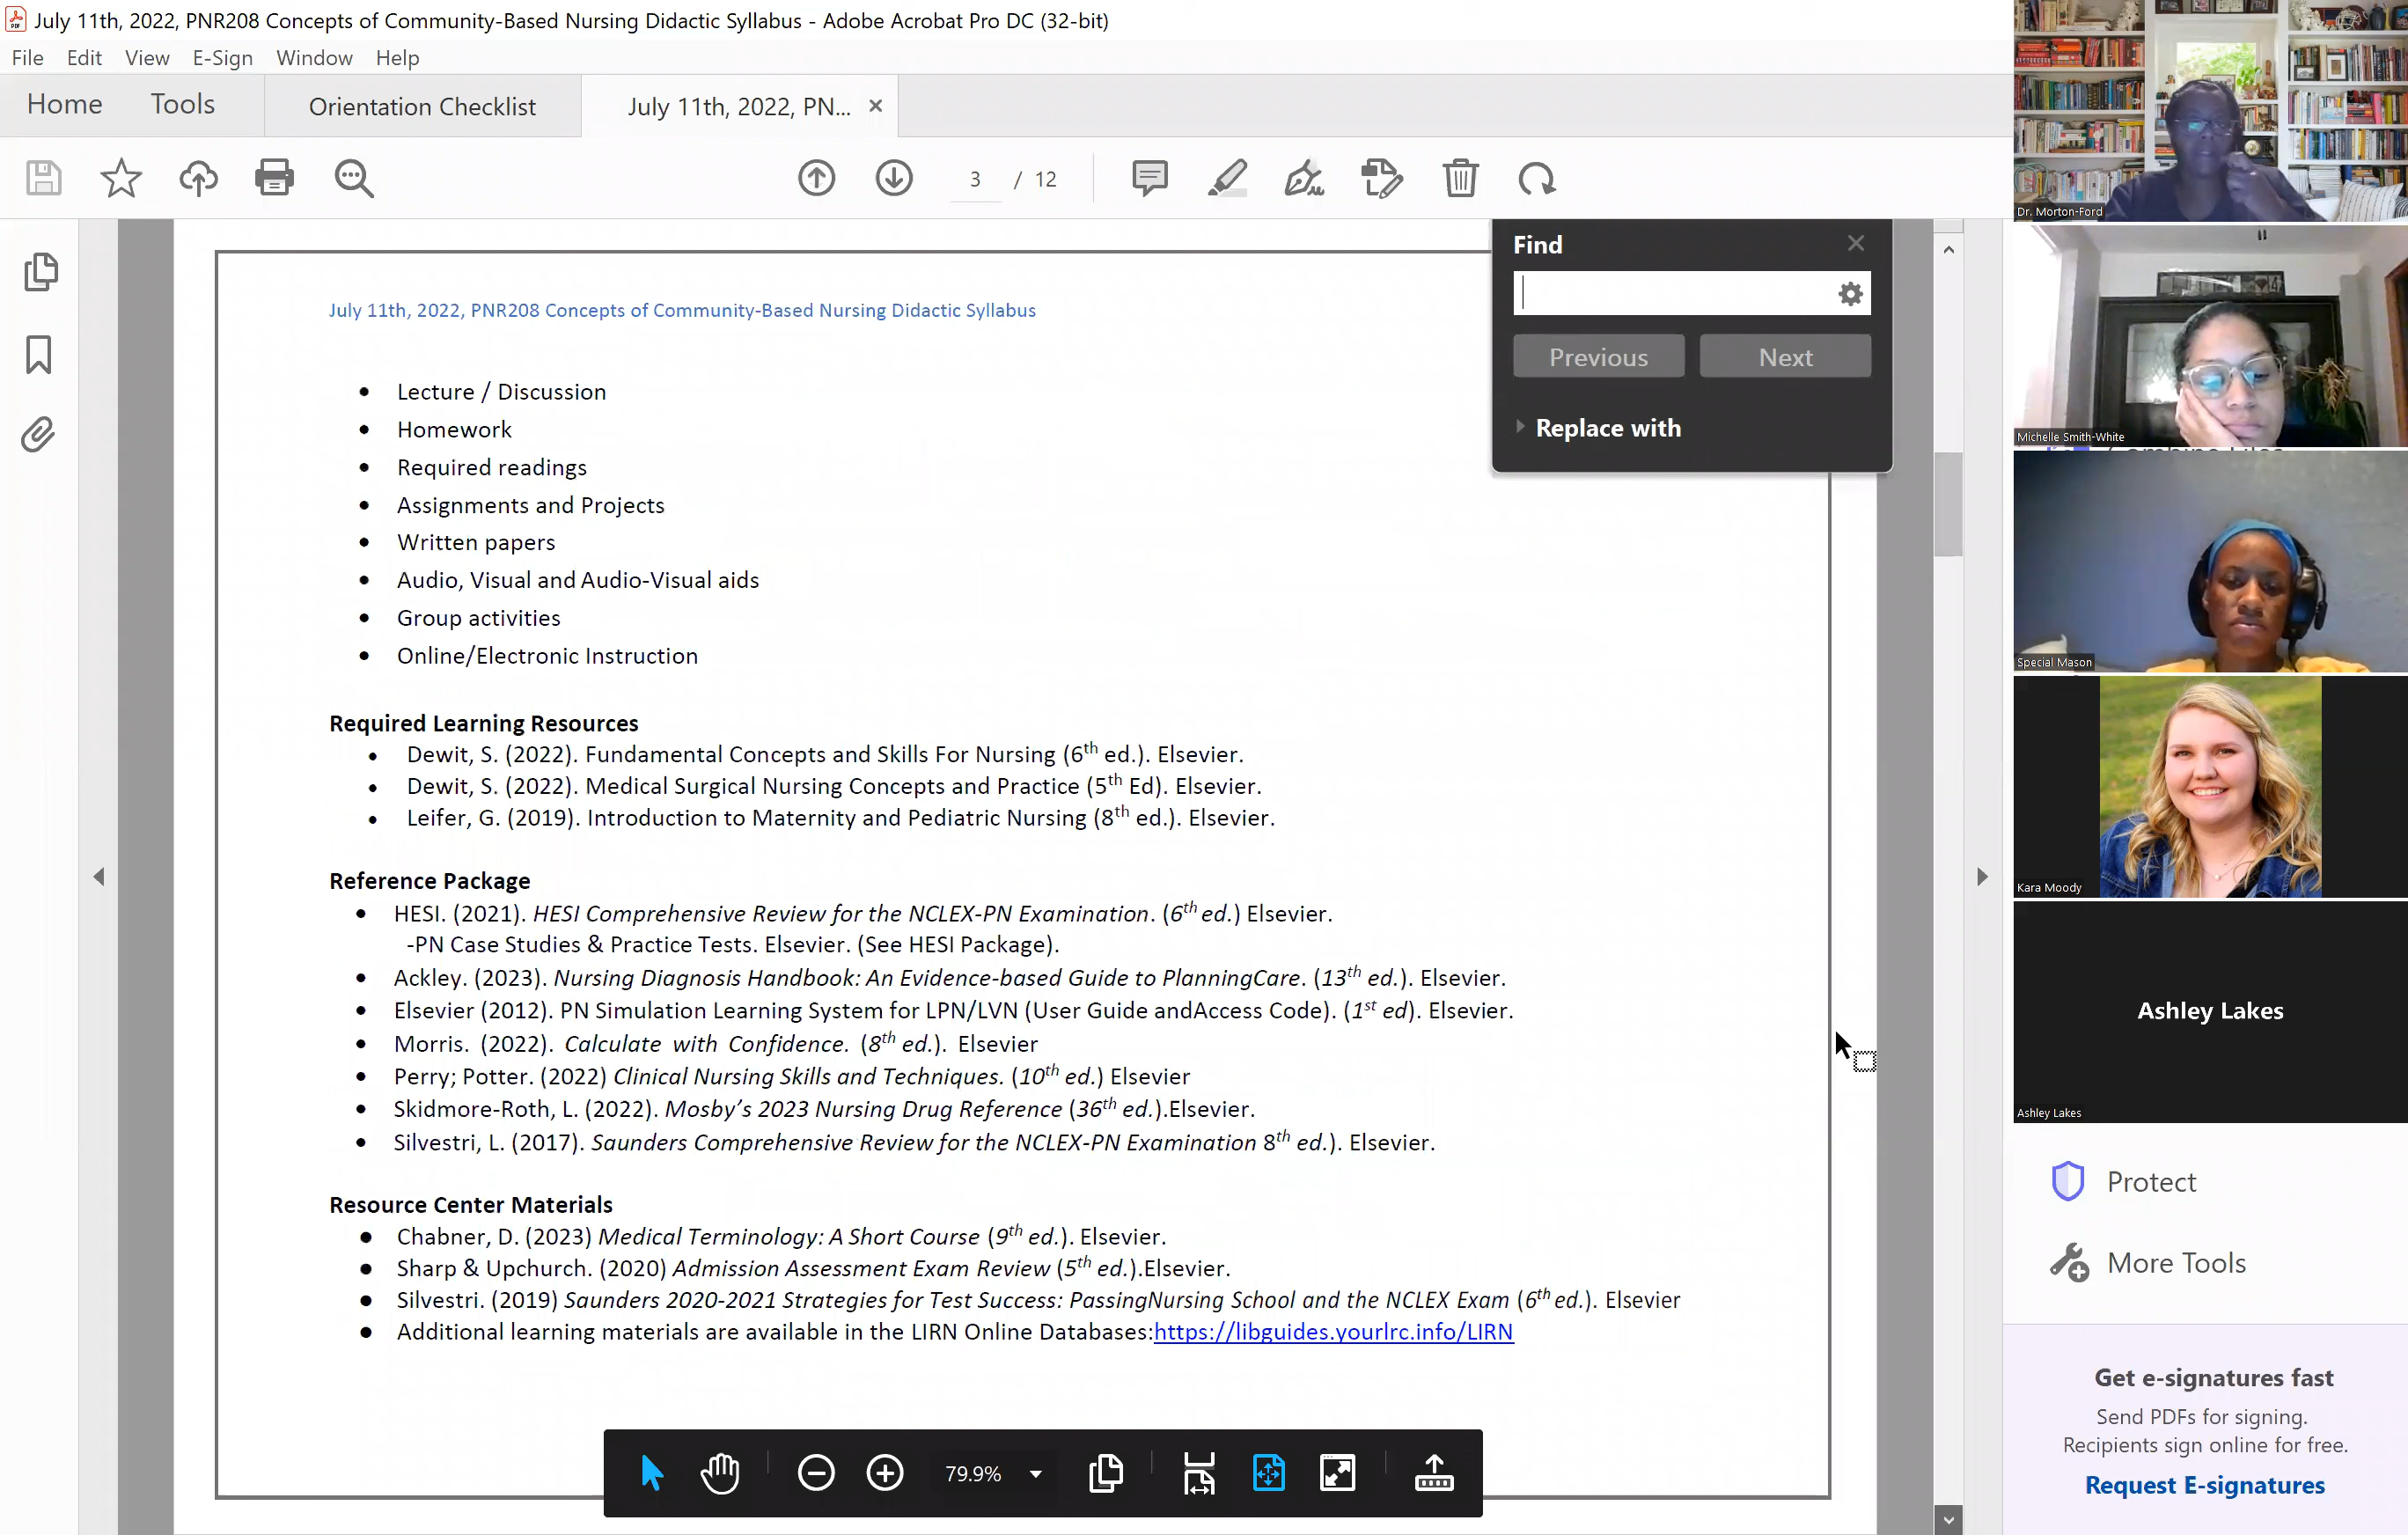 July 11th, 2022, PNR208 Concepts of Community-Based Nursing Didactic Syllabus - Adobe Acrobat Pro DC (32-bit)
File Edit View E-Sign Window Help
Home Tools Orientation Checklist July 11th, 2022, PN... ×
3 / 12
Find
Previous Next
Replace with
July 11th, 2022, PNR208 Concepts of Community-Based Nursing Didactic Syllabus
• Lecture / Discussion
• Homework
• Required readings
• Assignments and Projects
• Written papers
• Audio, Visual and Audio-Visual aids
• Group activities
• Online/Electronic Instruction
Required Learning Resources
• Dewit, S. (2022). Fundamental Concepts and Skills For Nursing (6th ed.). Elsevier.
• Dewit, S. (2022). Medical Surgical Nursing Concepts and Practice (5th Ed). Elsevier.
• Leifer, G. (2019). Introduction to Maternity and Pediatric Nursing (8th ed.). Elsevier.
Reference Package
• HESI. (2021). HESI Comprehensive Review for the NCLEX-PN Examination. (6th ed.) Elsevier.
-PN Case Studies & Practice Tests. Elsevier. (See HESI Package).
• Ackley. (2023). Nursing Diagnosis Handbook: An Evidence-based Guide to PlanningCare. (13th ed.). Elsevier.
• Elsevier (2012). PN Simulation Learning System for LPN/LVN (User Guide andAccess Code). (1st ed). Elsevier.
• Morris. (2022). Calculate with Confidence. (8th ed.). Elsevier
• Perry; Potter. (2022) Clinical Nursing Skills and Techniques. (10th ed.) Elsevier
• Skidmore-Roth, L. (2022). Mosby's 2023 Nursing Drug Reference (36th ed.).Elsevier.
• Silvestri, L. (2017). Saunders Comprehensive Review for the NCLEX-PN Examination 8th ed.). Elsevier.
Resource Center Materials
• Chabner, D. (2023) Medical Terminology: A Short Course (9th ed.). Elsevier.
• Sharp & Upchurch. (2020) Admission Assessment Exam Review (5th ed.).Elsevier.
• Silvestri. (2019) Saunders 2020-2021 Strategies for Test Success: PassingNursing School and the NCLEX Exam (6th ed.). Elsevier
• Additional learning materials are available in the LIRN Online Databases:https://libguides.yourlrc.info/LIRN
79.9%
Dr. Morton-Ford
Michelle Smith-White
Special Mason
Kara Moody
Ashley Lakes
Ashley Lakes
Protect
More Tools
Get e-signatures fast
Send PDFs for signing.
Recipients sign online for free.
Request E-signatures